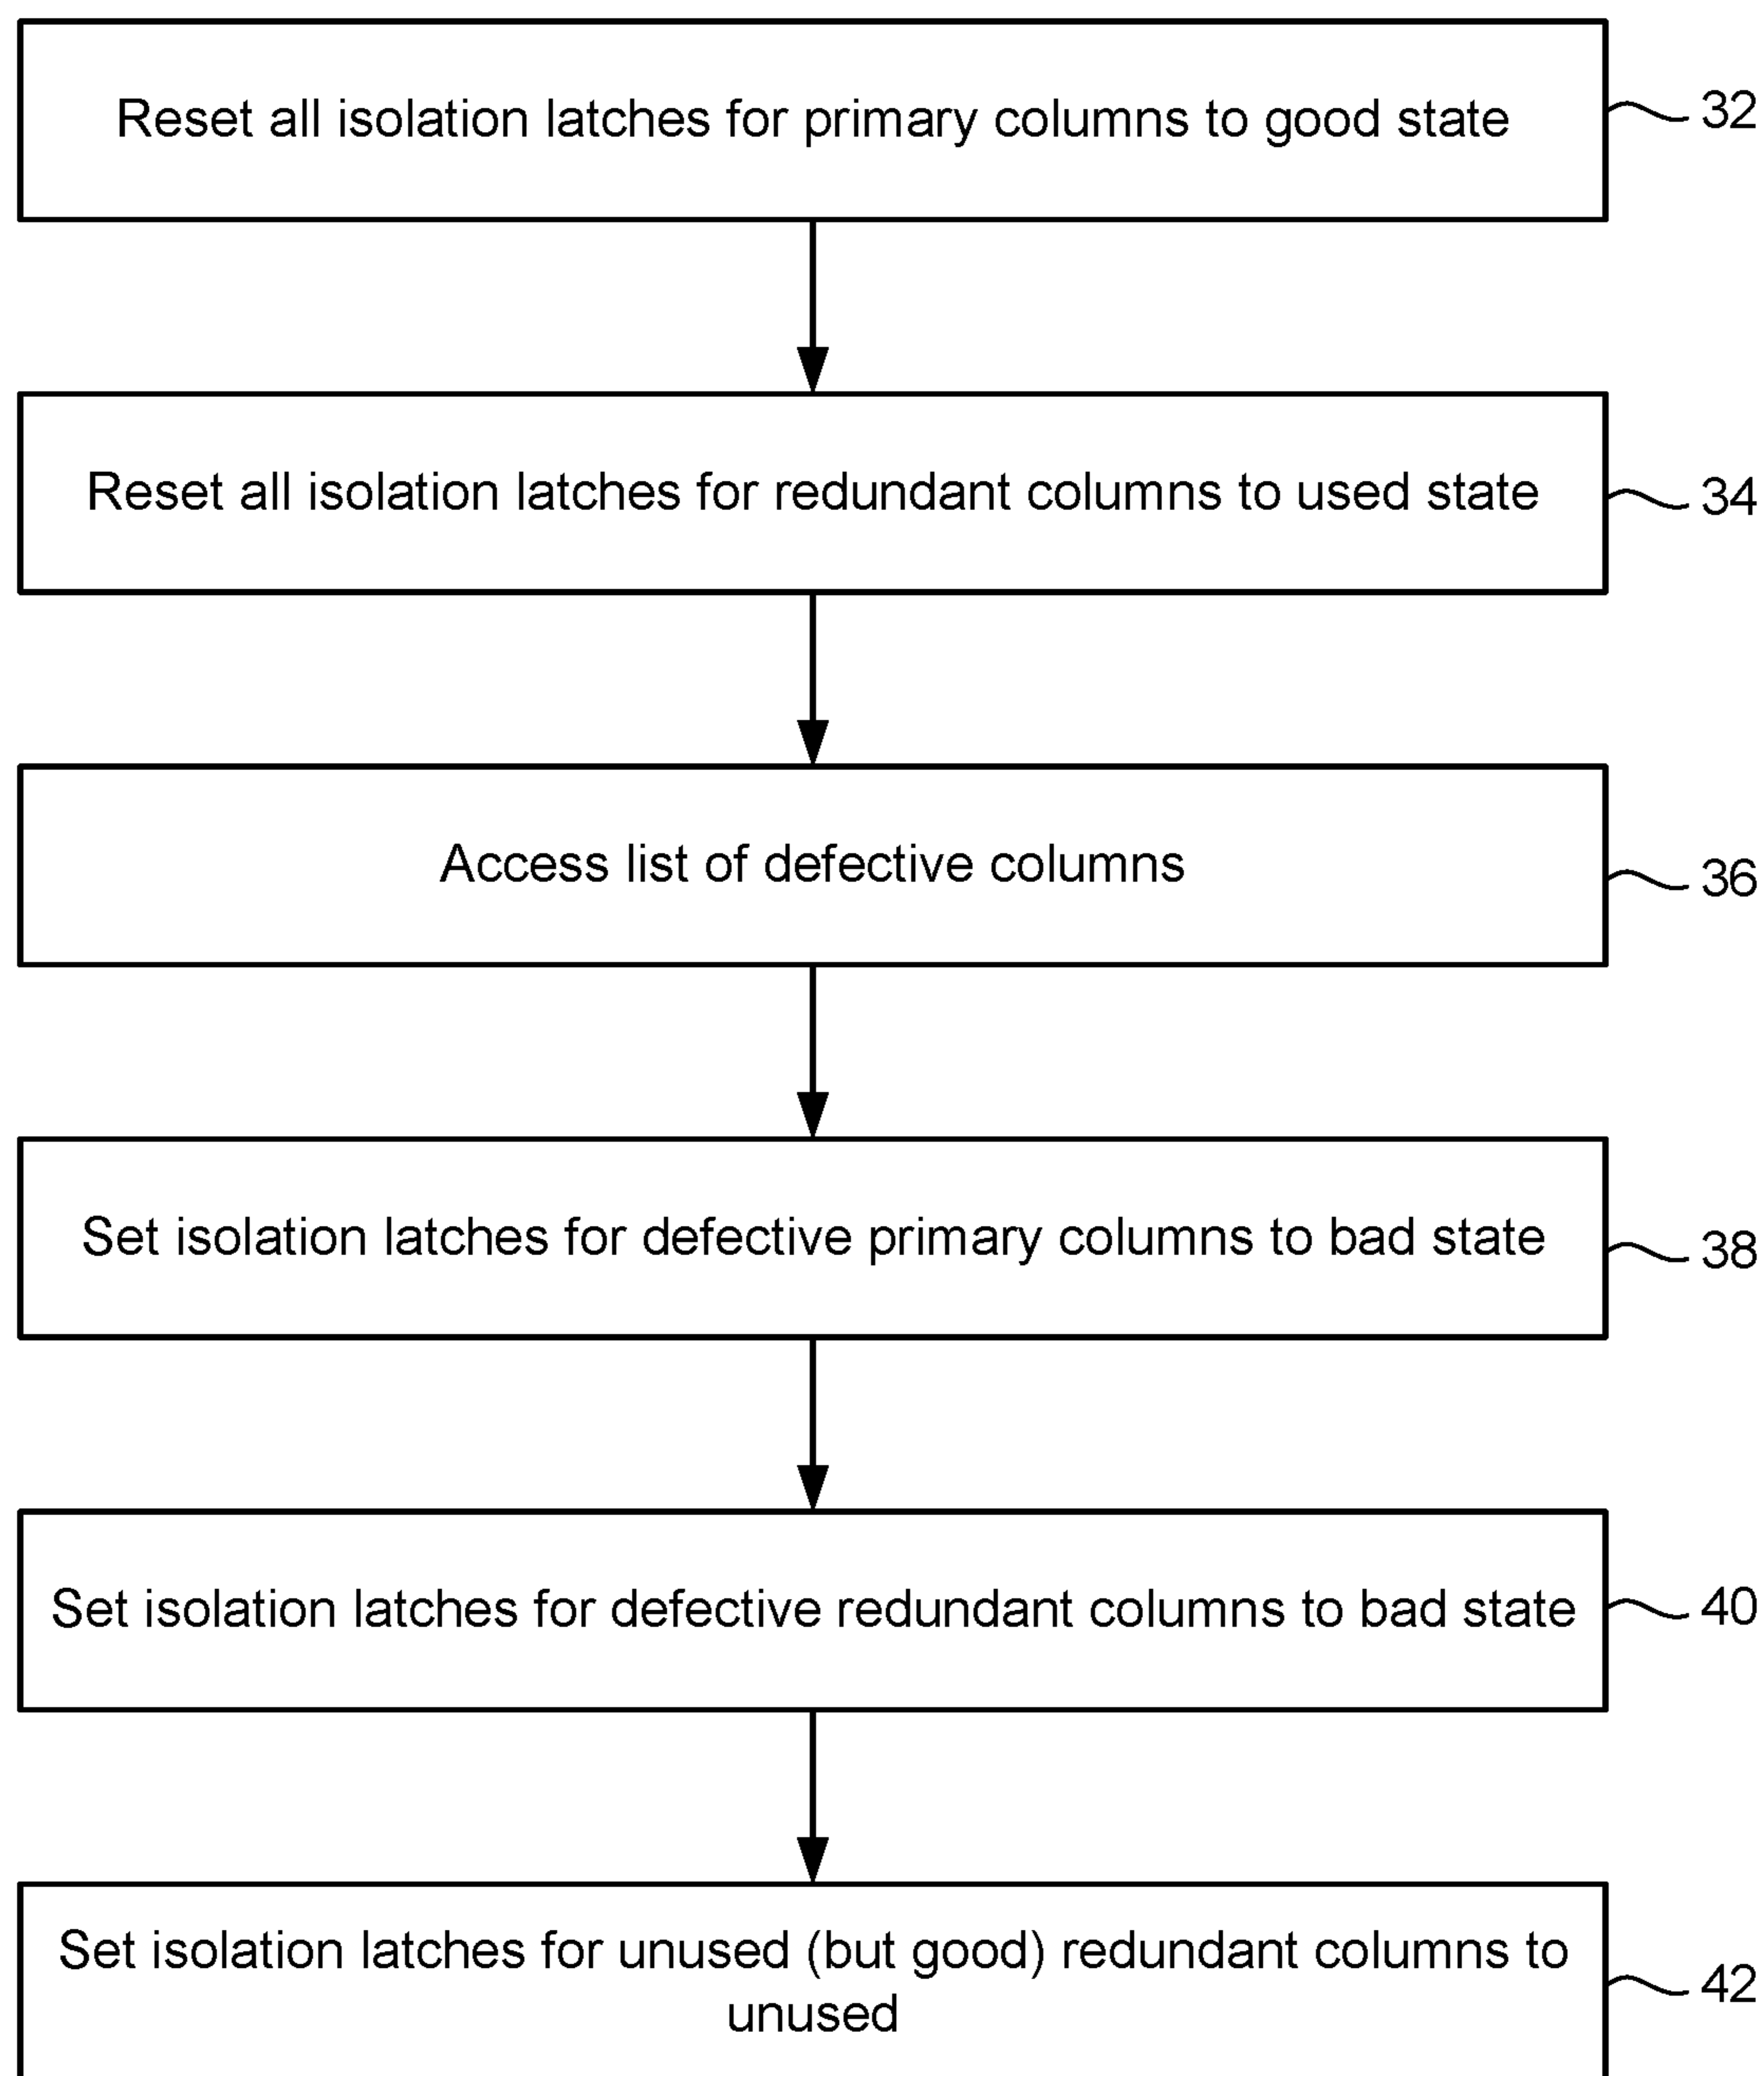 Reset all isolation latches for primary columns to good state
32
Reset all isolation latches for redundant columns to used state
34
Access list of defective columns
36
Set isolation latches for defective primary columns to bad state
38
Set isolation latches for defective redundant columns to bad state
40
Set isolation latches for unused (but good) redundant columns to
unused
42